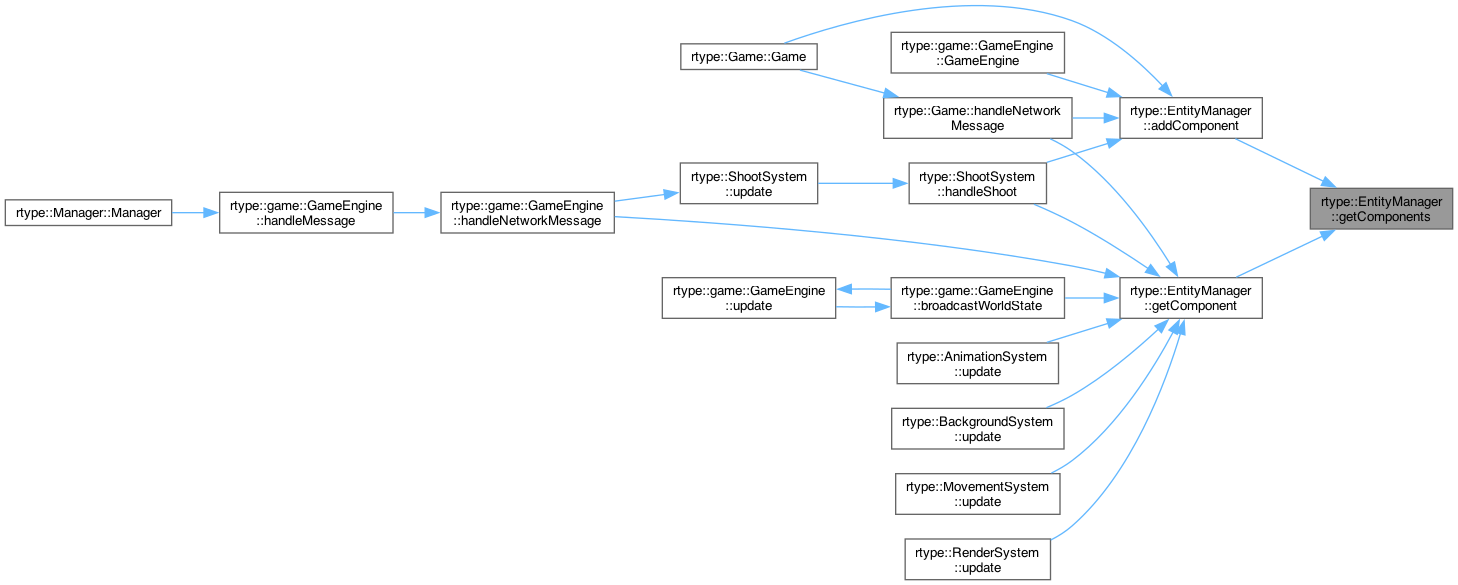 rtype::Game::Game
rtype::game::GameEngine
::GameEngine
rtype::Game::handleNetwork
Message
rtype::EntityManager
::addComponent
rtype::ShootSystem
::update
rtype::ShootSystem
::handleShoot
rtype::Manager::Manager
rtype::game::GameEngine
::handleMessage
rtype::game::GameEngine
::handleNetworkMessage
rtype::EntityManager
::getComponents
rtype::game::GameEngine
::update
rtype::game::GameEngine
::broadcastWorldState
rtype::EntityManager
::getComponent
rtype::AnimationSystem
::update
rtype::BackgroundSystem
::update
rtype::MovementSystem
::update
rtype::RenderSystem
::update